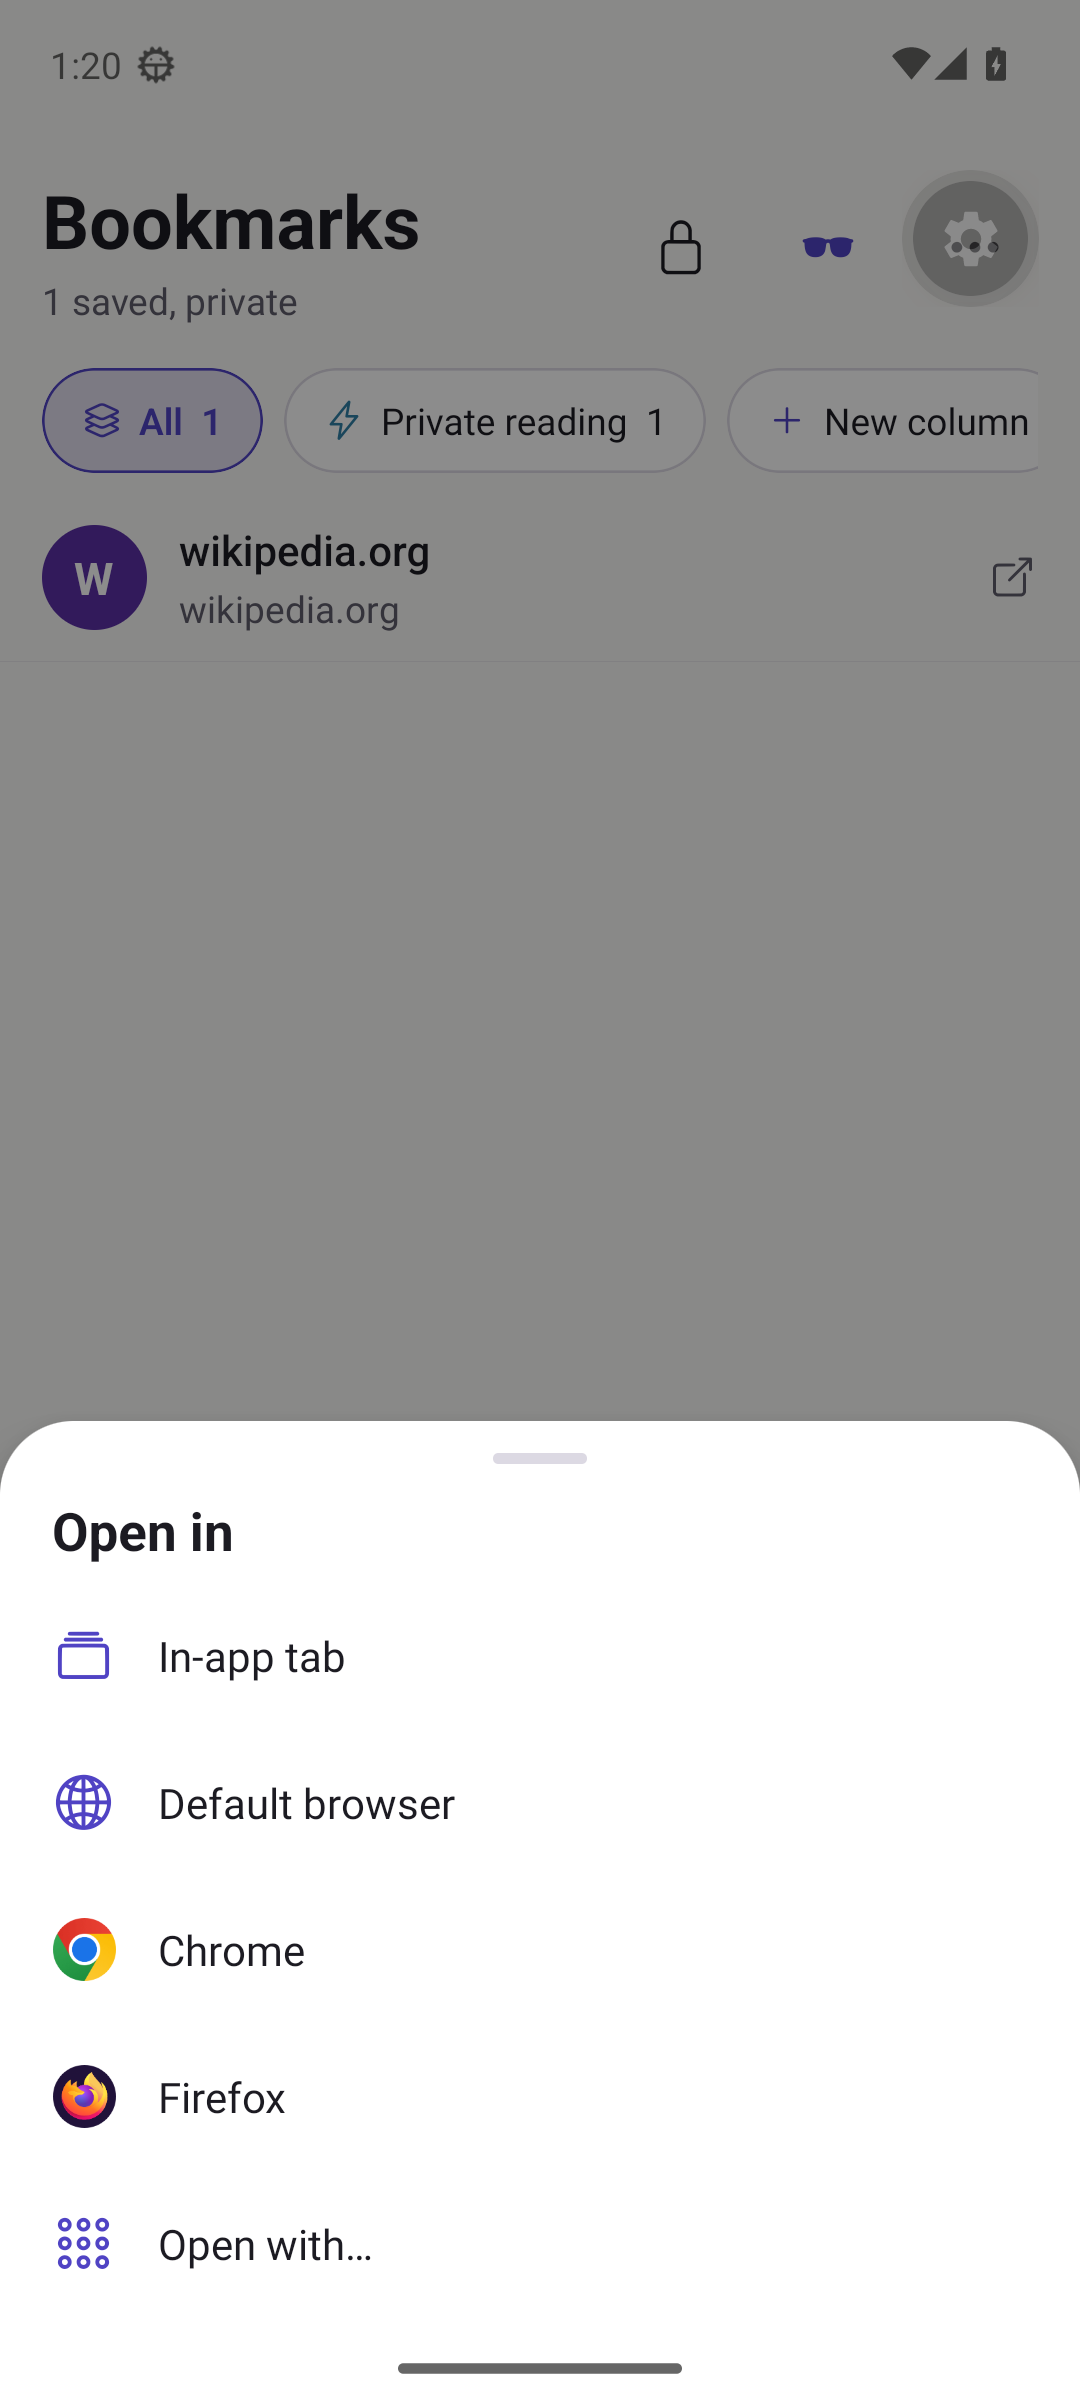 1:20
Bookmarks
1 saved, private
All 1
Private reading 1
New column
W
wikipedia.org
wikipedia.org
Open in
In-app tab
Default browser
Chrome
Firefox
Open with…